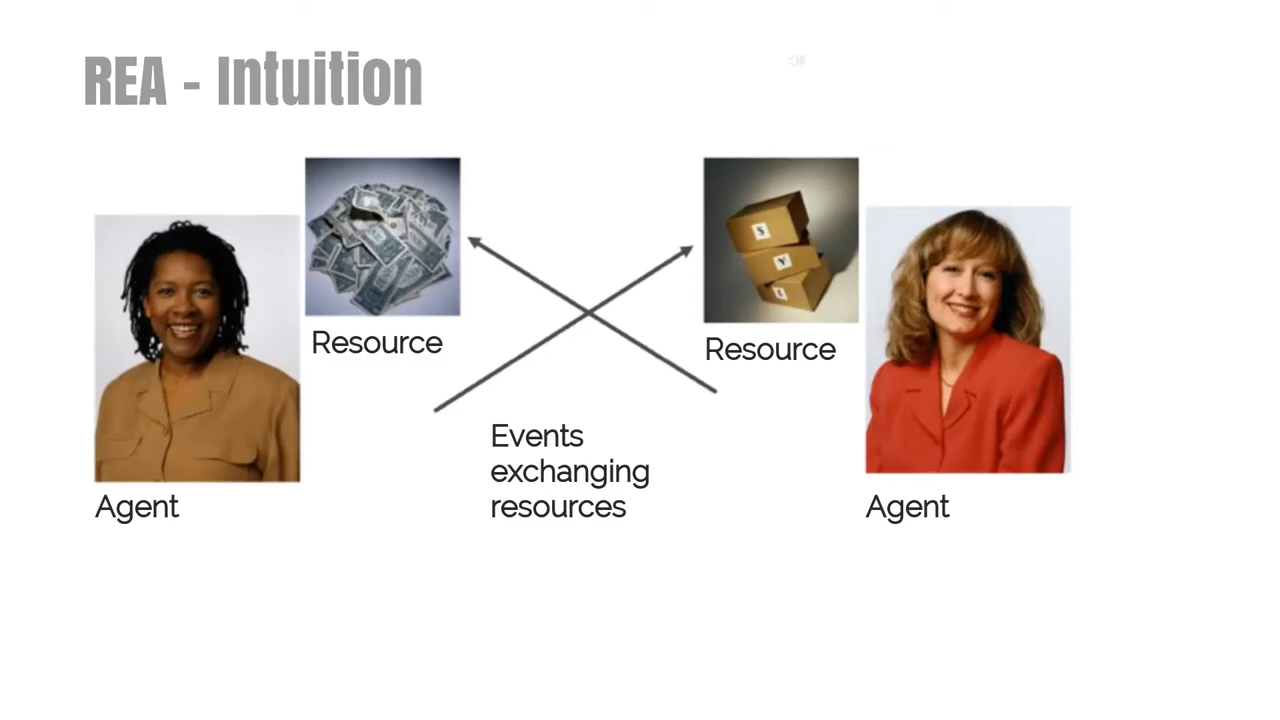 REA - Intuition
Resource
Resource
Events
exchanging
resources
Agent
Agent